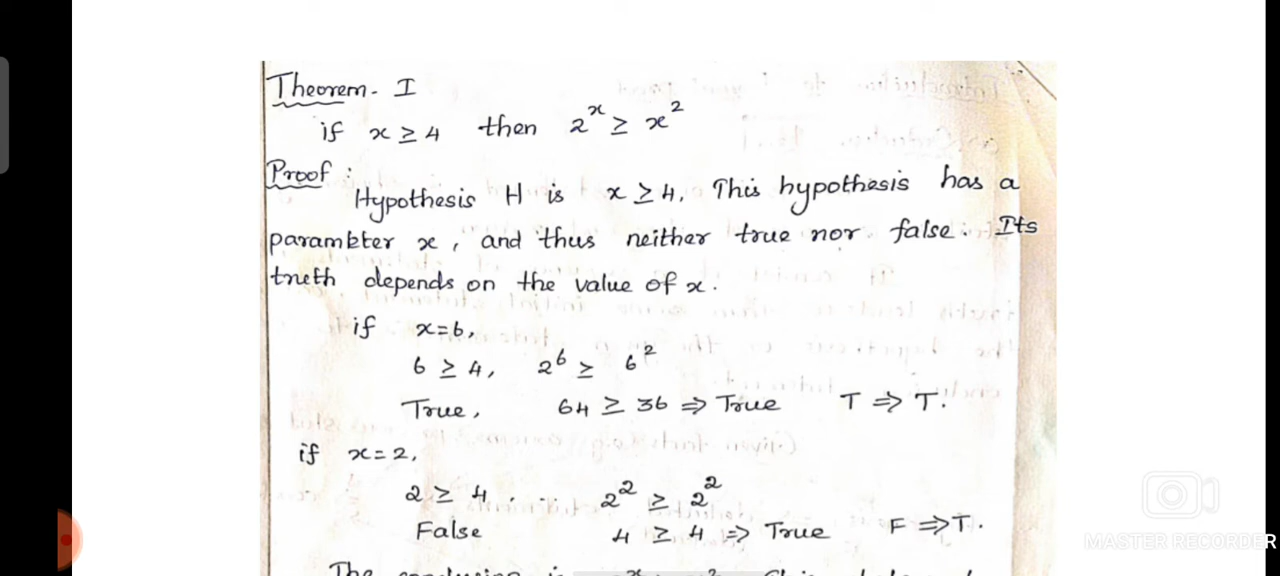 Theorem - I
if x ≥ 4 then 2^x ≥ x^2
Proof :
Hypothesis H is x ≥ 4. This hypothesis has a
parameter x, and thus neither true nor false. Its
truth depends on the value of x.
if x=6,
6 ≥ 4, 2^6 ≥ 6^2
True, 64 ≥ 36 ⇒ True T ⇒ T.
if x=2,
2 ≥ 4. 2^2 ≥ 2^2
False 4 ≥ 4 ⇒ True F ⇒ T.
MASTER RECORDER